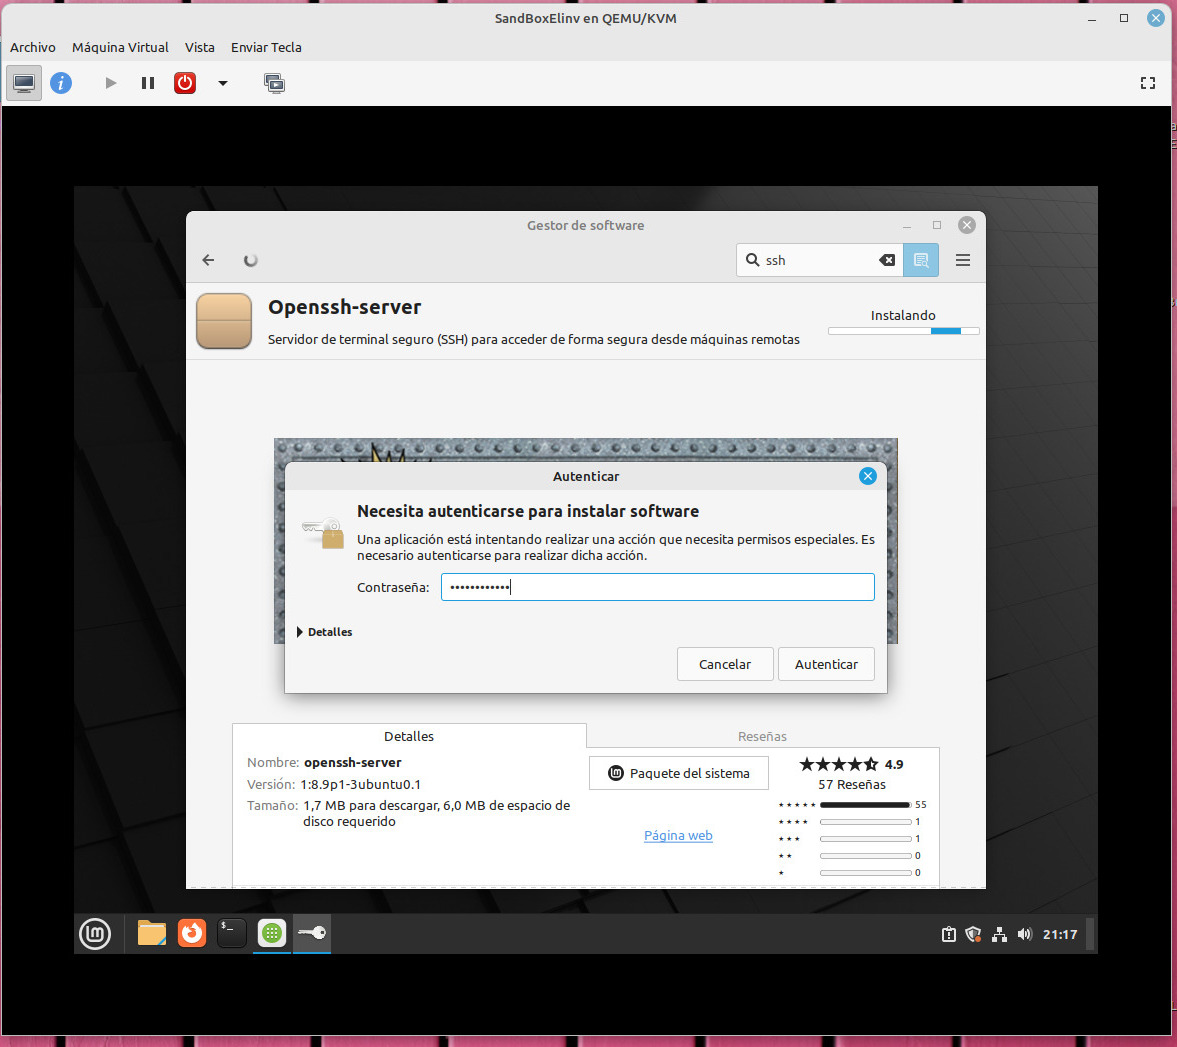 SandBoxElinv en QEMU/KVM
Archivo Máquina Virtual Vista Enviar Tecla
Gestor de software
ssh
Openssh-server
Servidor de terminal seguro (SSH) para acceder de forma segura desde máquinas remotas
Instalando
Autenticar
Necesita autenticarse para instalar software
Una aplicación está intentando realizar una acción que necesita permisos especiales. Es
necesario autenticarse para realizar dicha acción.
Contraseña: ••••••••••••
Detalles
Cancelar Autenticar
Detalles Reseñas
Nombre: openssh-server
Versión: 1:8.9p1-3ubuntu0.1
Tamaño: 1,7 MB para descargar, 6,0 MB de espacio de
disco requerido
Paquete del sistema
Página web
★★★★ 4.9
57 Reseñas
★★★★★ 55
★★★★ 1
★★★ 1
★★ 0
★ 0
$_
21:17